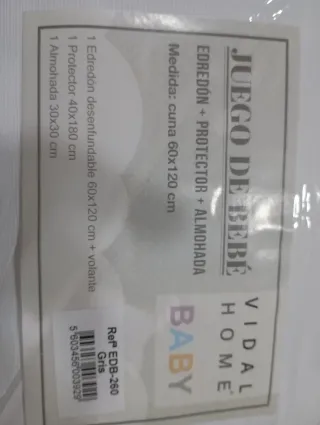 JUEGO DE BEBÉ
EDREDÓN + PROTECTOR + ALMOHADA
Medida: cuna 60x120 cm
1 Edredón desenfundable 60x120 cm + volante
1 Protector 40x180 cm
1 Almohada 30x30 cm
VIDAL
HOME®
BABY
Refª EDB-260
Gris
5603456003929